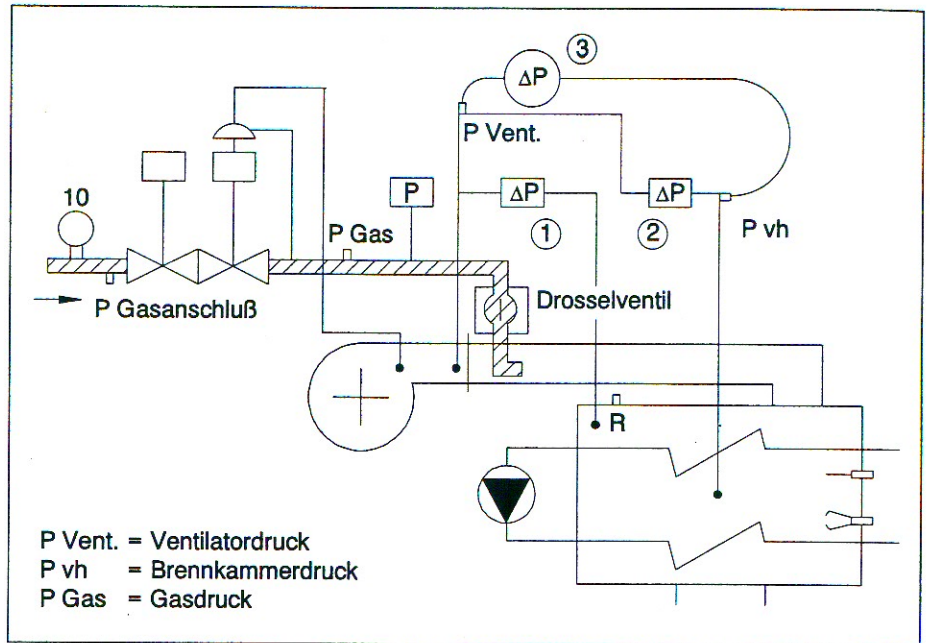 3
ΔP
P Vent.
10
P
ΔP
ΔP
P Gas
1
2
P vh
P Gasanschluß
Drosselventil
R
P Vent. = Ventilatordruck
P vh = Brennkammerdruck
P Gas = Gasdruck